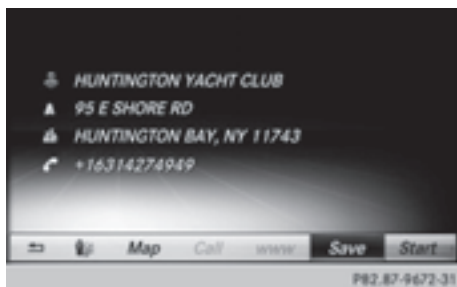 HUNTINGTON YACHT CLUB
95 E SHORE RD
HUNTINGTON BAY, NY 11743
+16314274949
Map Call www Save Start
P82.87-9672-31